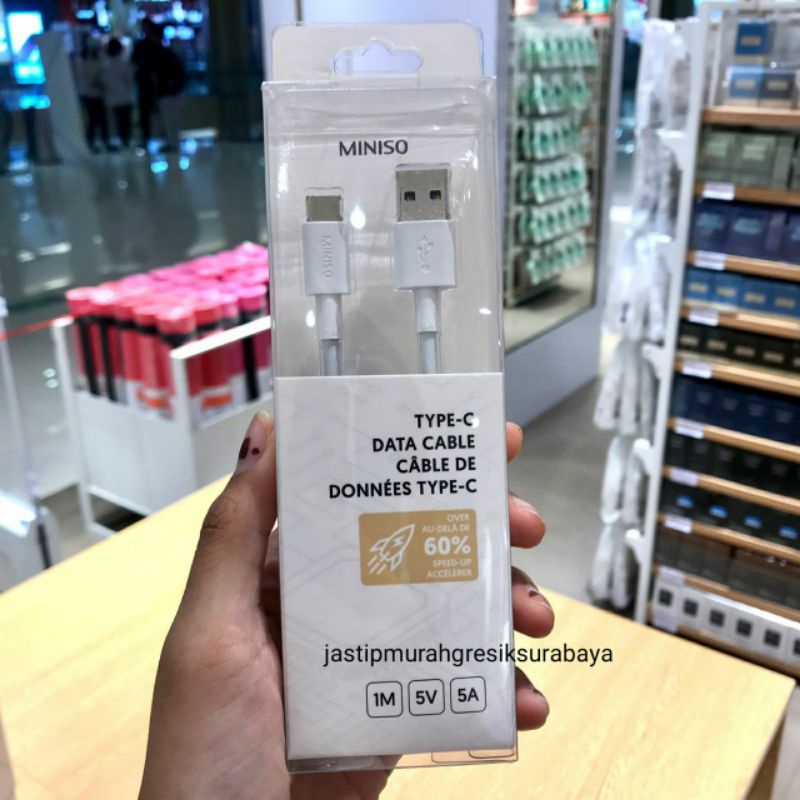 MINISO
MINISO
TYPE-C
DATA CABLE
CÂBLE DE
DONNÉES TYPE-C
OVER
AU-DELÀ DE
60%
SPEED-UP
ACCÉLÉRER
jastipmurahgresiksurabaya
1M 5V 5A